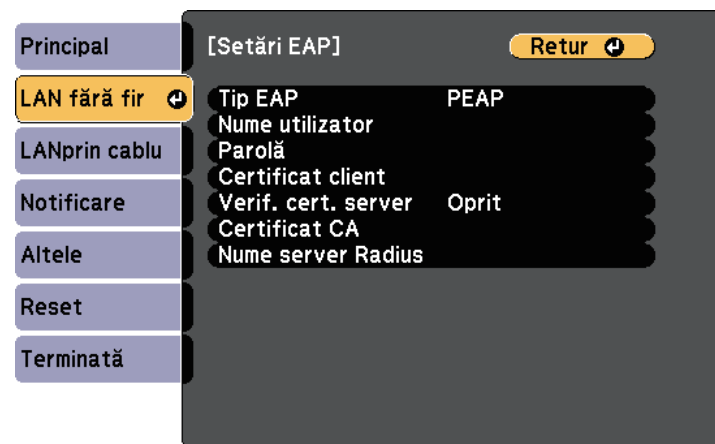 Principal
LAN fără fir
LANprin cablu
Notificare
Altele
Reset
Terminată
[Setări EAP]
Retur
Tip EAP PEAP
Nume utilizator
Parolă
Certificat client
Verif. cert. server Oprit
Certificat CA
Nume server Radius